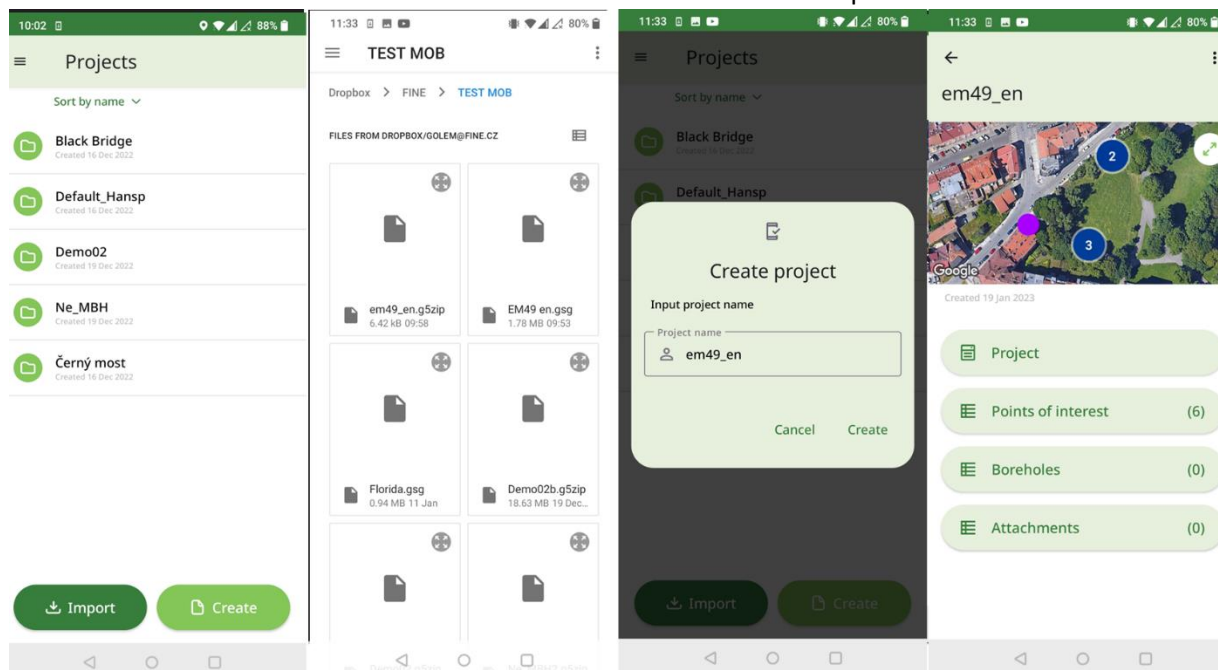 10:02 88%
Projects
Sort by name
Black Bridge
Created 16 Dec 2022
Default_Hansp
Created 16 Dec 2022
Demo02
Created 19 Dec 2022
Ne_MBH
Created 19 Dec 2022
Černý most
Created 16 Dec 2022
Import
Create
11:33 80%
TEST MOB
Dropbox > FINE > TEST MOB
FILES FROM DROPBOX/GOLEM@FINE.CZ
em49_en.g5zip
6.42 kB 09:58
EM49 en.gsg
1.78 MB 09:53
Florida.gsg
0.94 MB 11 Jan
Demo02b.g5zip
18.63 MB 19 Dec...
11:33 80%
Projects
Sort by name
Black Bridge
Created 16 Dec 2022
Default_Hansp
Create project
Input project name
Project name
em49_en
Cancel Create
Import
Create
11:33 80%
em49_en
2
3
Google
Created 19 Jan 2023
Project
Points of interest (6)
Boreholes (0)
Attachments (0)